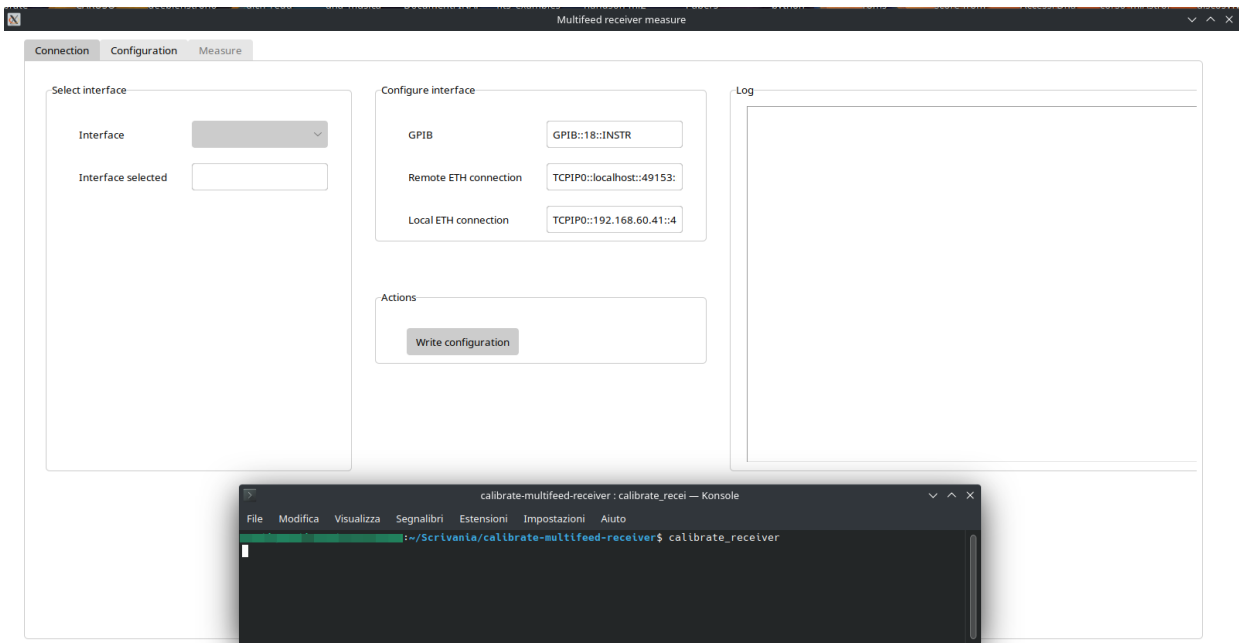 Multifeed receiver measure
Connection Configuration Measure
Select interface
Interface
Interface selected
Configure interface
GPIB GPIB::18::INSTR
Remote ETH connection TCPIP0::localhost::49153:
Local ETH connection TCPIP0::192.168.60.41::4
Actions
Write configuration
Log
calibrate-multifeed-receiver : calibrate_recei — Konsole
File Modifica Visualizza Segnalibri Estensioni Impostazioni Aiuto
:~/Scrivania/calibrate-multifeed-receiver$ calibrate_receiver